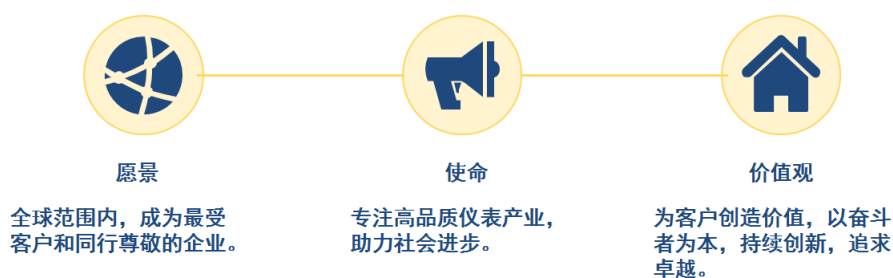 愿景
全球范围内，成为最受
客户和同行尊敬的企业。
使命
专注高品质仪表产业，
助力社会进步。
价值观
为客户创造价值，以奋斗
者为本，持续创新，追求
卓越。